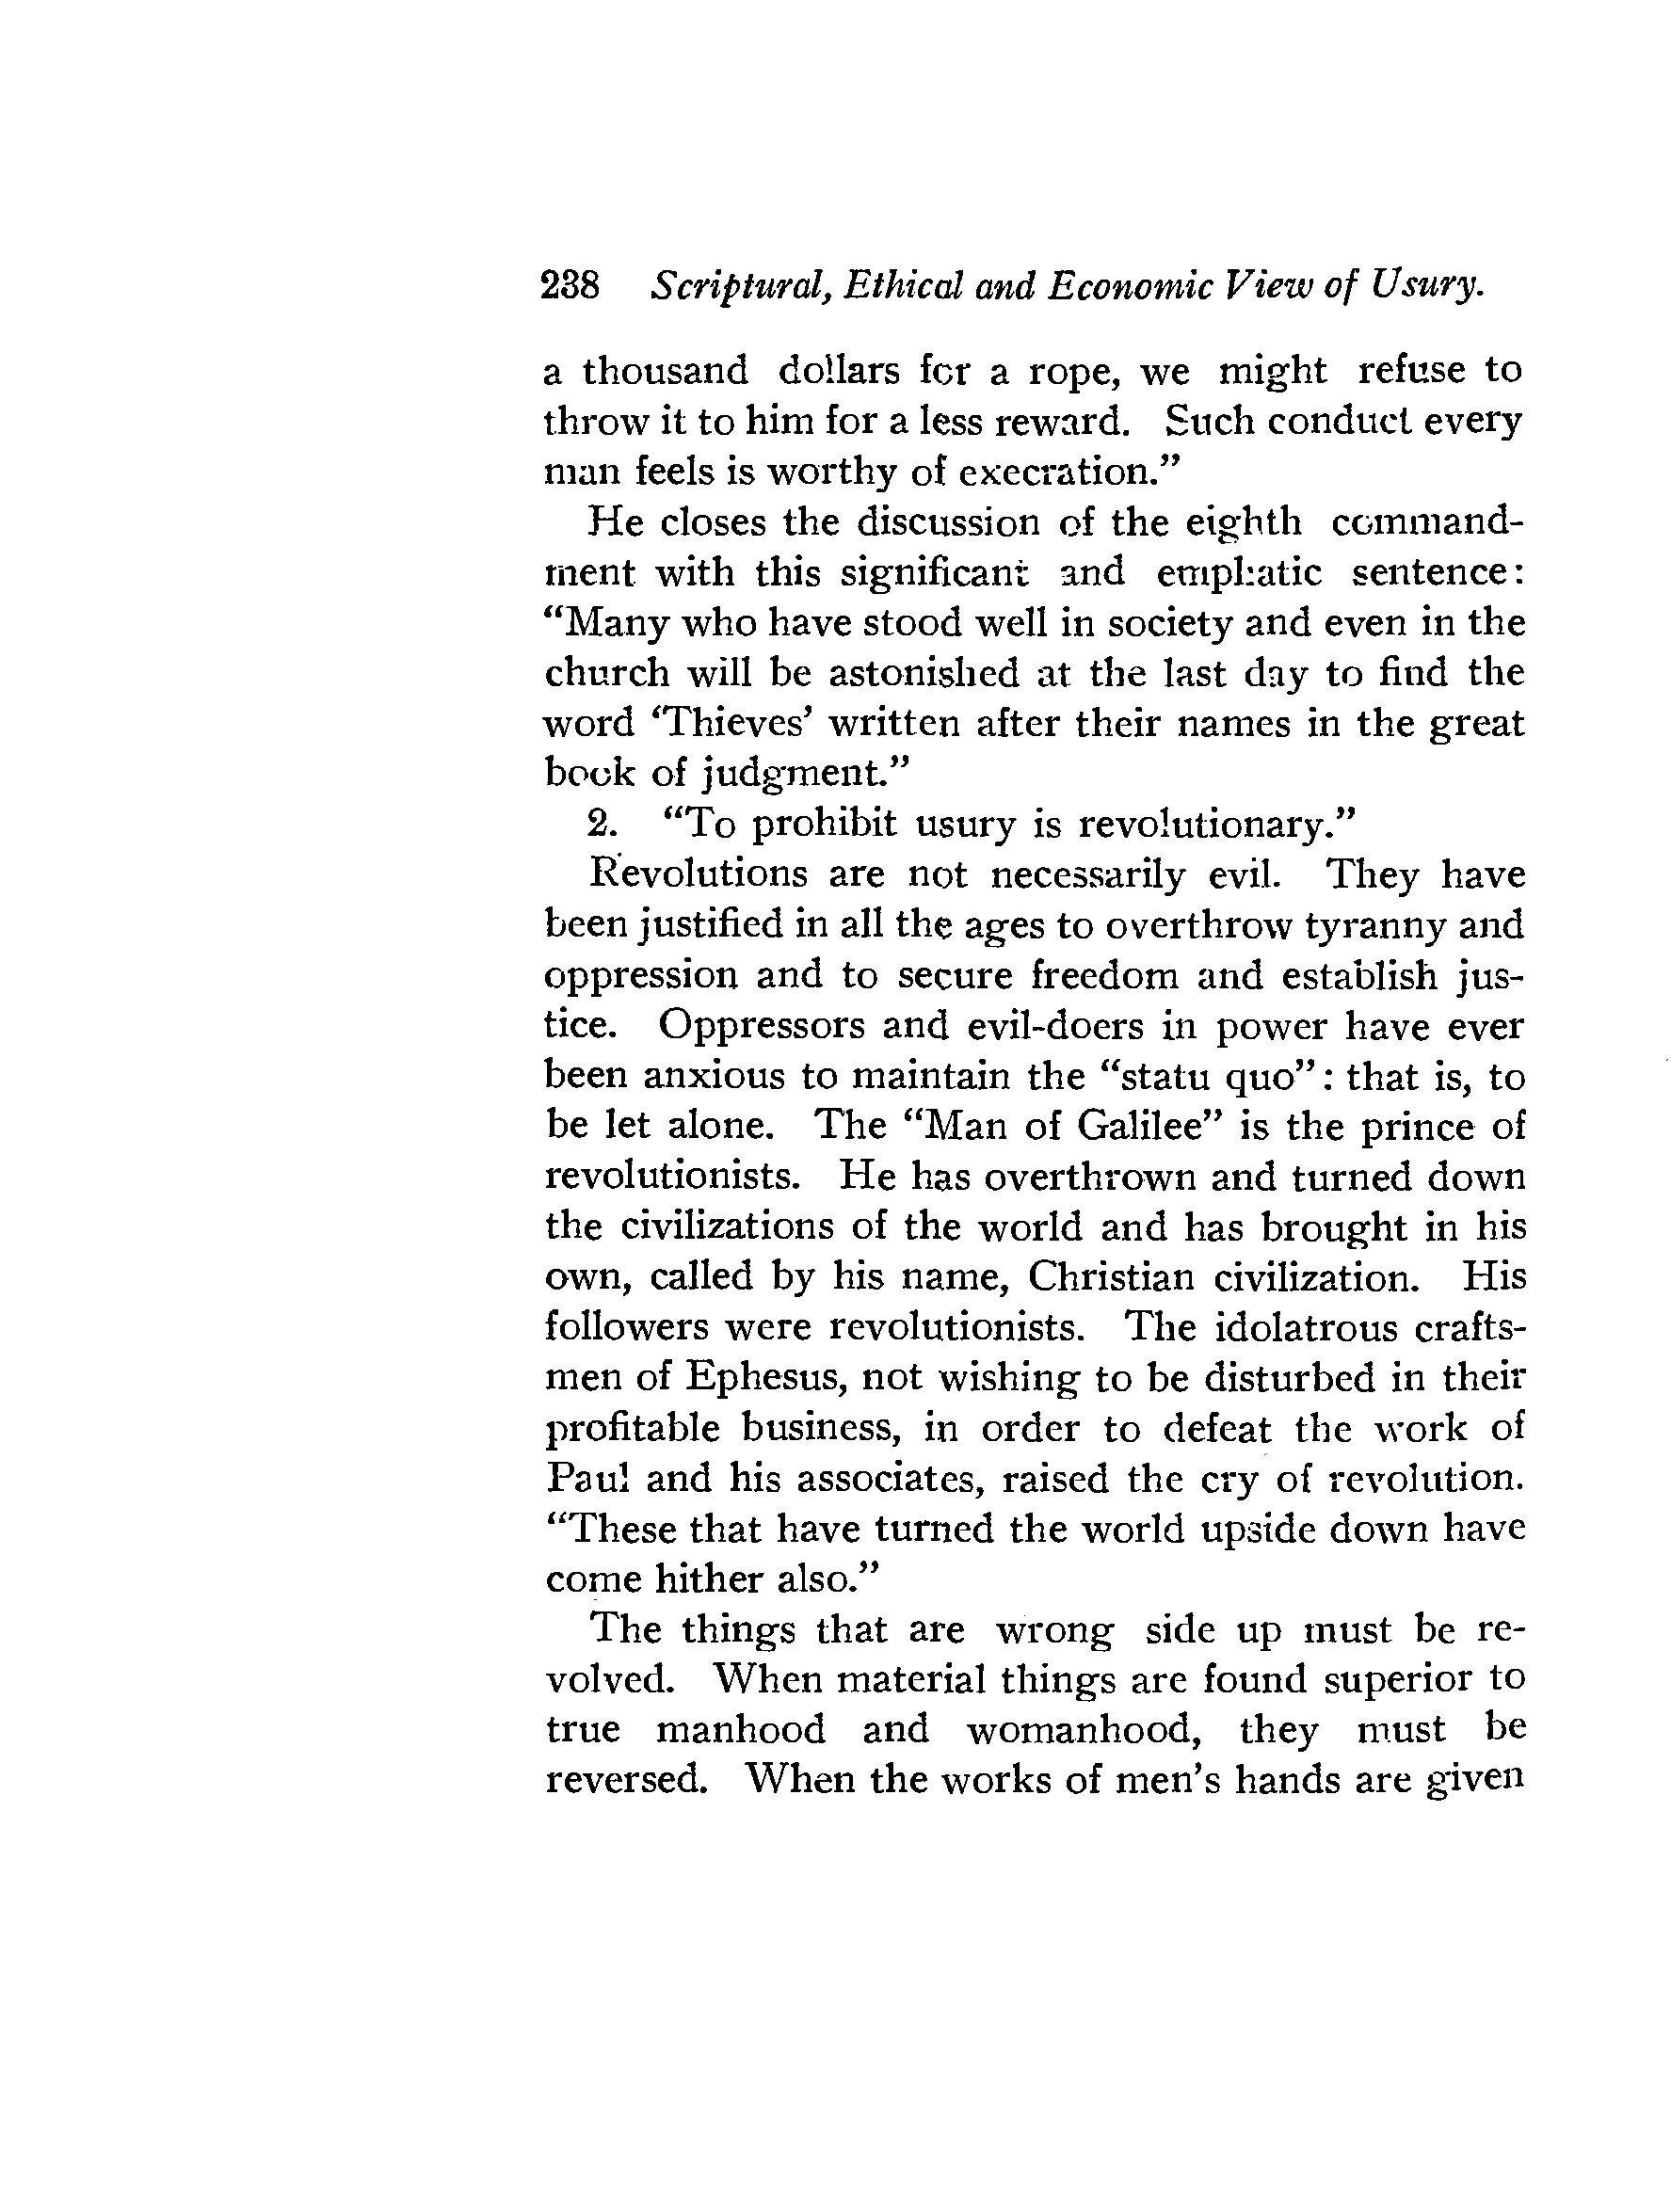 238 Scriptural, Ethical and Economic View of Usury.
a thousand dollars for a rope, we might refuse to
throw it to him for a less reward. Such conduct every
man feels is worthy of execration.”
He closes the discussion of the eighth command-
ment with this significant and emphatic sentence:
“Many who have stood well in society and even in the
church will be astonished at the last day to find the
word ‘Thieves’ written after their names in the great
book of judgment.”
2. “To prohibit usury is revolutionary.”
Revolutions are not necessarily evil. They have
been justified in all the ages to overthrow tyranny and
oppression and to secure freedom and establish jus-
tice. Oppressors and evil-doers in power have ever
been anxious to maintain the “statu quo”: that is, to
be let alone. The “Man of Galilee” is the prince of
revolutionists. He has overthrown and turned down
the civilizations of the world and has brought in his
own, called by his name, Christian civilization. His
followers were revolutionists. The idolatrous crafts-
men of Ephesus, not wishing to be disturbed in their
profitable business, in order to defeat the work of
Paul and his associates, raised the cry of revolution.
“These that have turned the world upside down have
come hither also.”
The things that are wrong side up must be re-
volved. When material things are found superior to
true manhood and womanhood, they must be
reversed. When the works of men’s hands are given